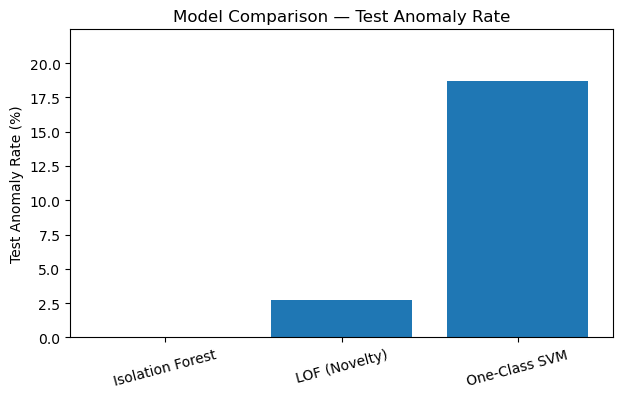 Model Comparison — Test Anomaly Rate
Test Anomaly Rate (%)
20.0
17.5
15.0
12.5
10.0
7.5
5.0
2.5
0.0
Isolation Forest
LOF (Novelty)
One-Class SVM